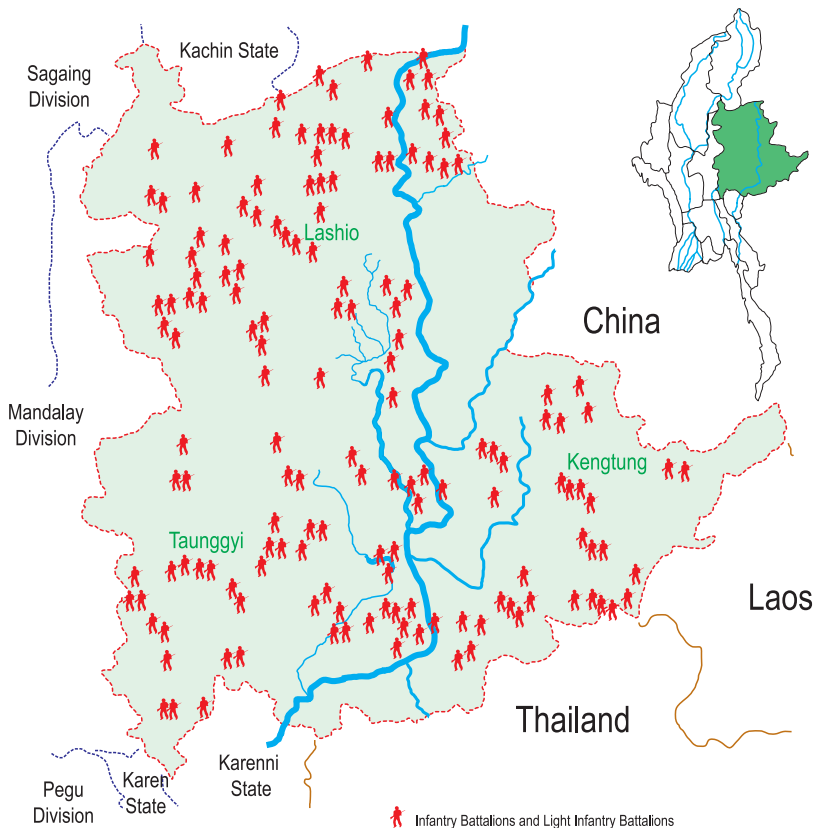 Kachin State
Sagaing
Division
Lashio
China
Mandalay
Division
Kengtung
Taunggyi
Laos
Thailand
Karenni
State
Karen
State
Pegu
Division
Infantry Battalions and Light Infantry Battalions